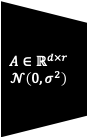 A ∈ ℝ^{d×r}
𝒩(0, σ²)